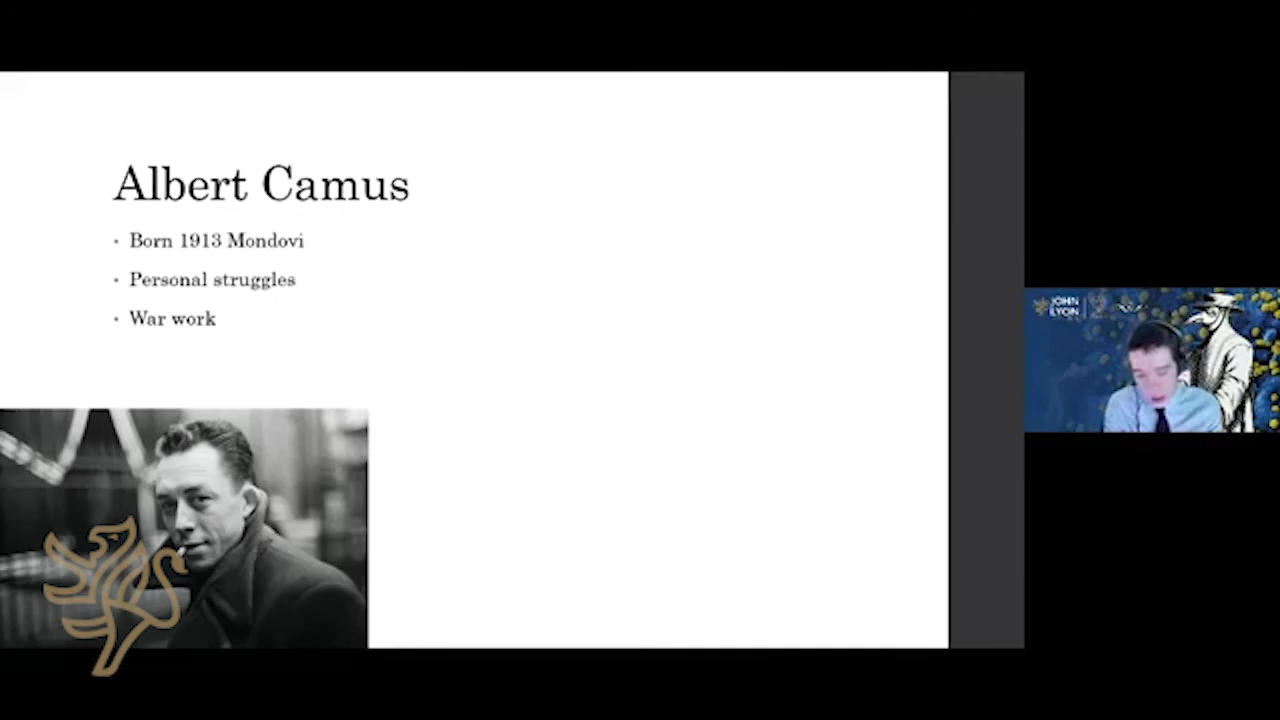 Albert Camus
• Born 1913 Mondovi
• Personal struggles
• War work
JOHN
LYON